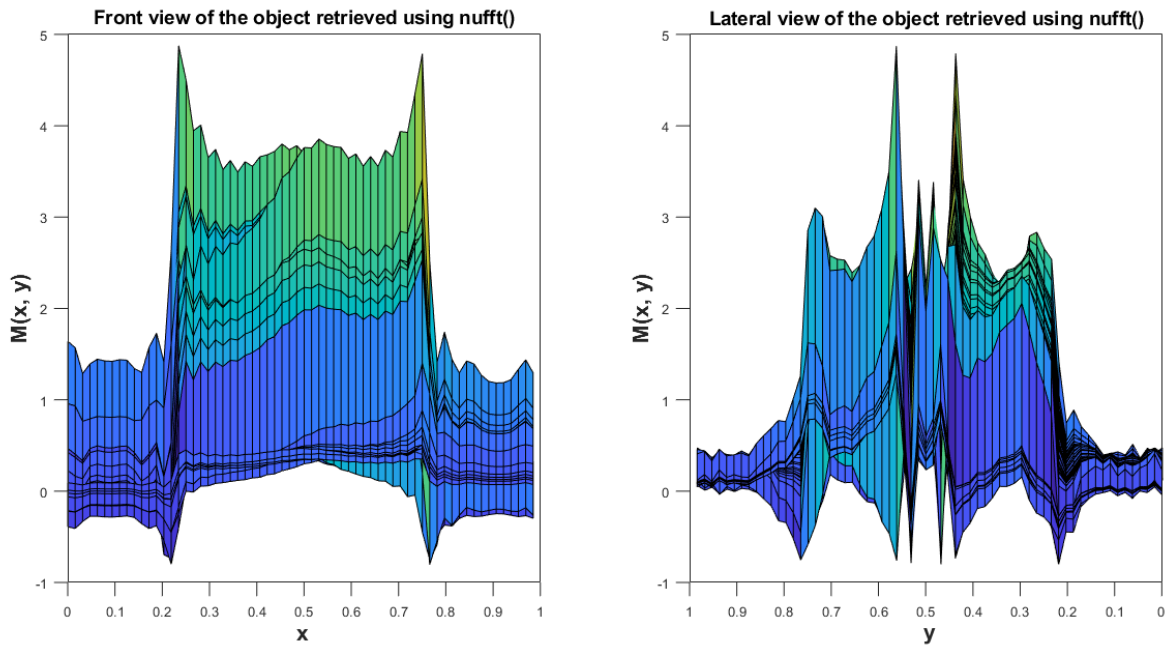 Front view of the object retrieved using nufft()
5
4
3
2
1
0
-1
M(x, y)
0 0.1 0.2 0.3 0.4 0.5 0.6 0.7 0.8 0.9 1
x
Lateral view of the object retrieved using nufft()
5
4
3
2
1
0
-1
M(x, y)
1 0.9 0.8 0.7 0.6 0.5 0.4 0.3 0.2 0.1 0
y